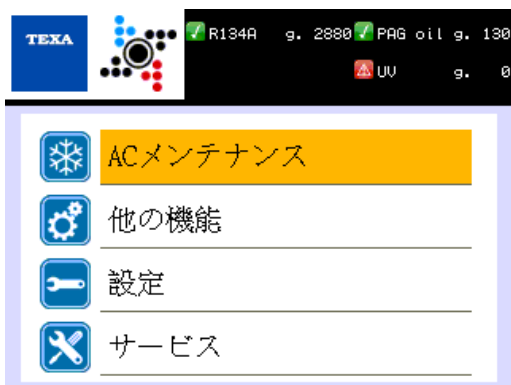 TEXA
R134A g. 2880 PAG oil g. 130
UV g. 0
ACメンテナンス
他の機能
設定
サービス